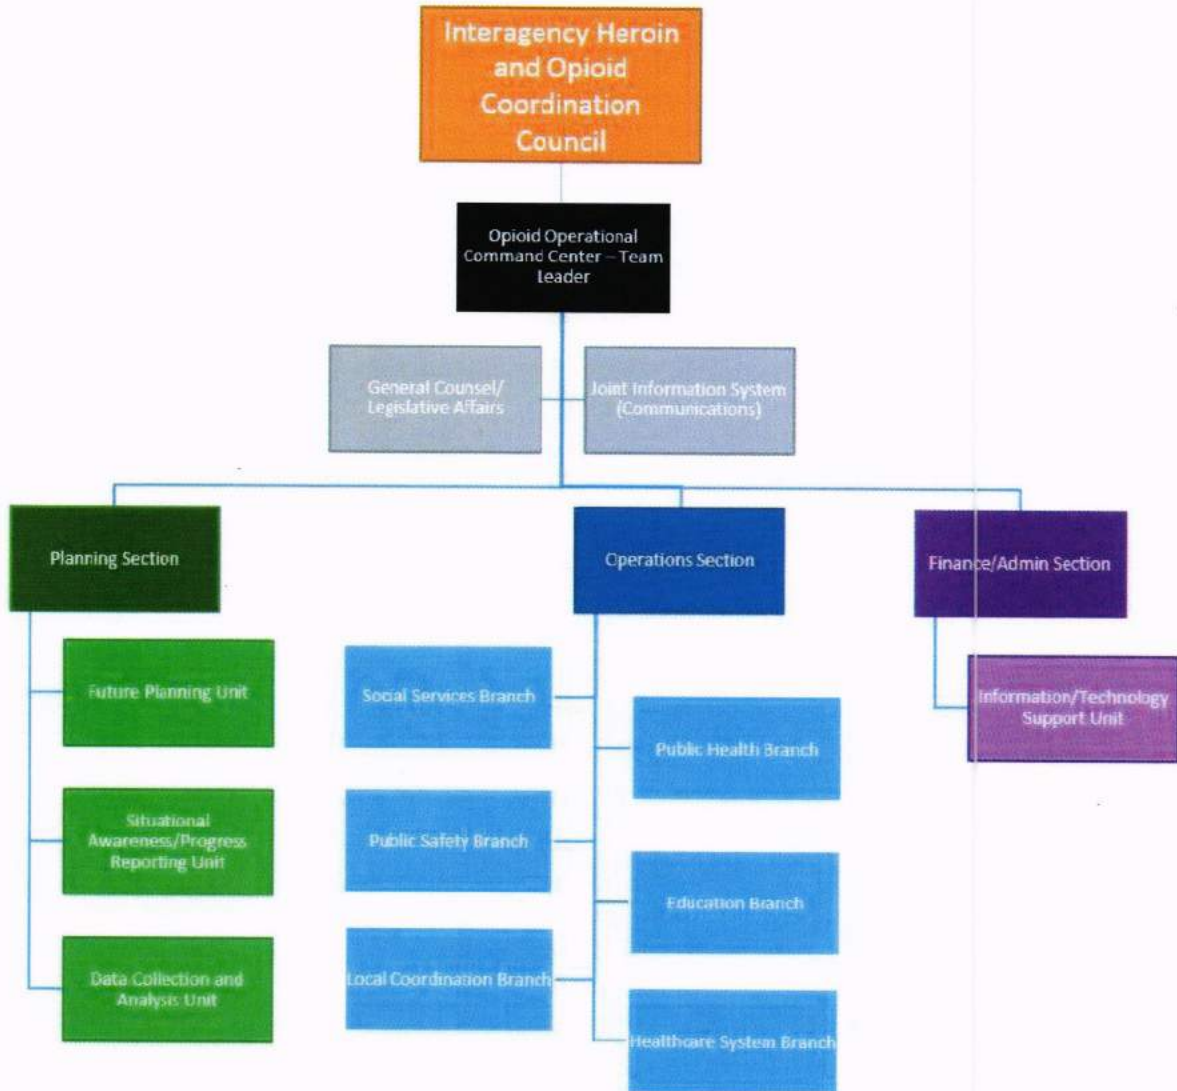 Interagency Heroin
and Opioid
Coordination
Council
Opioid Operational
Command Center – Team
Leader
General Counsel/
Legislative Affairs
Joint Information System
(Communications)
Planning Section
Operations Section
Finance/Admin Section
Future Planning Unit
Situational
Awareness/Progress
Reporting Unit
Data Collection and
Analysis Unit
Social Services Branch
Public Health Branch
Public Safety Branch
Education Branch
Local Coordination Branch
Healthcare System Branch
Information/Technology
Support Unit